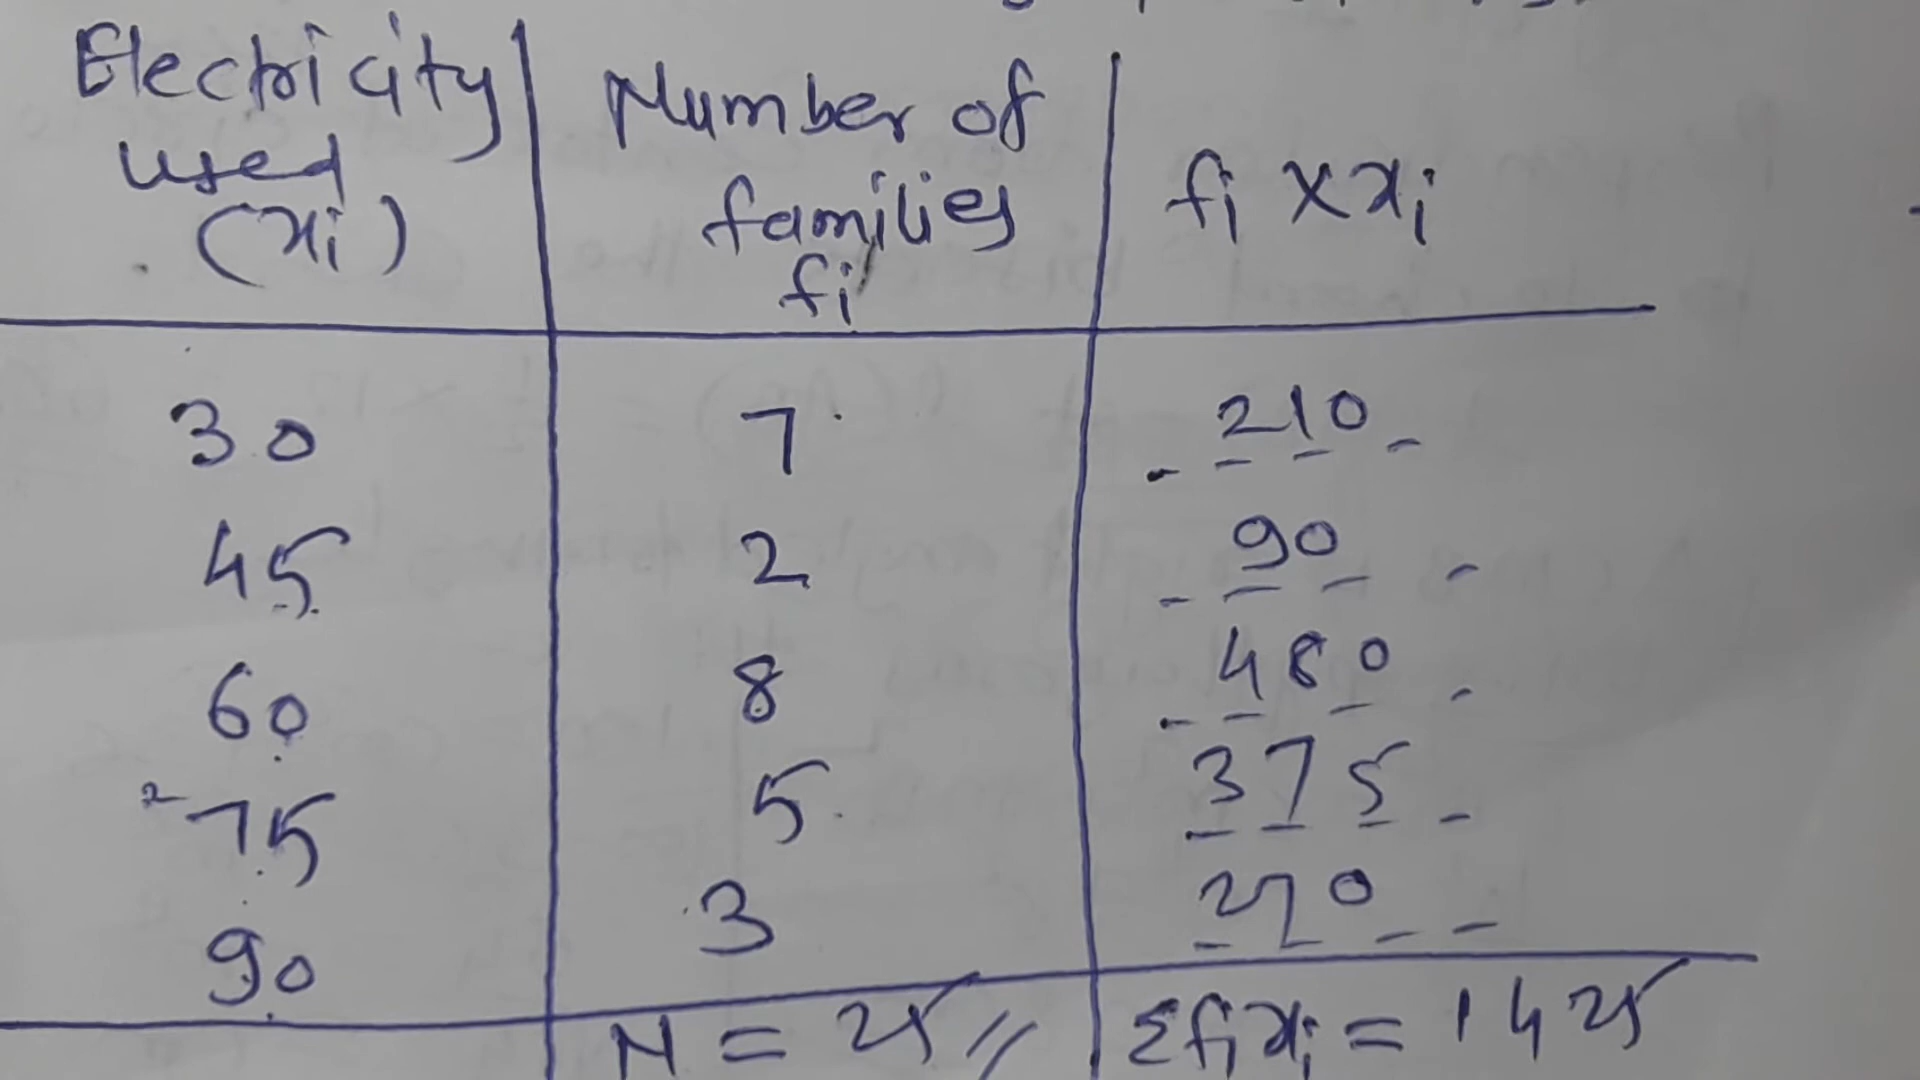 Electricity used (xi) | Number of families fi | fi × xi
30 | 7 | 210
45 | 2 | 90
60 | 8 | 480
75 | 5 | 375
90 | 3 | 270
N = 25 // | Σfixi = 1425